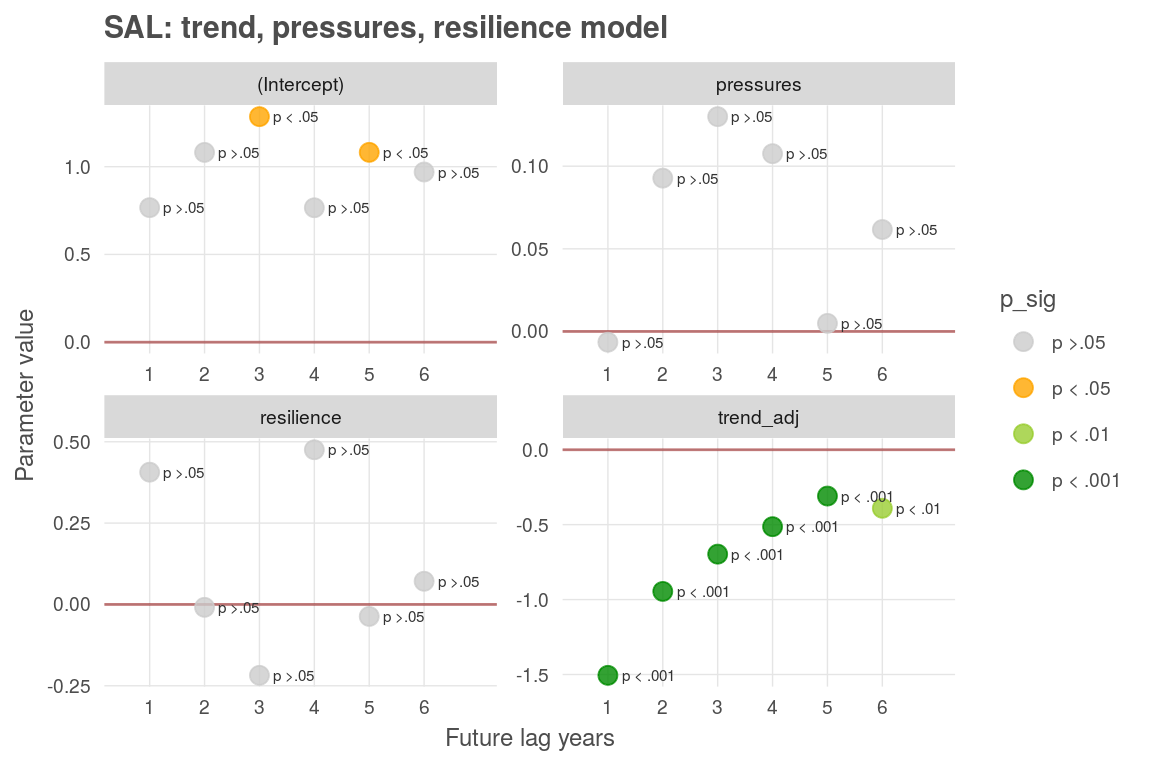 SAL: trend, pressures, resilience model
(Intercept)
p >.05
p >.05
p < .05
p >.05
p < .05
p >.05
1.0
0.5
0.0
1 2 3 4 5 6
pressures
p >.05
p >.05
p >.05
p >.05
p >.05
p >.05
0.10
0.05
0.00
1 2 3 4 5 6
resilience
p >.05
p >.05
p >.05
p >.05
p >.05
p >.05
0.50
0.25
0.00
-0.25
1 2 3 4 5 6
trend_adj
p < .001
p < .001
p < .001
p < .001
p < .001
p < .01
0.0
-0.5
-1.0
-1.5
1 2 3 4 5 6
Parameter value
Future lag years
p_sig
p >.05
p < .05
p < .01
p < .001